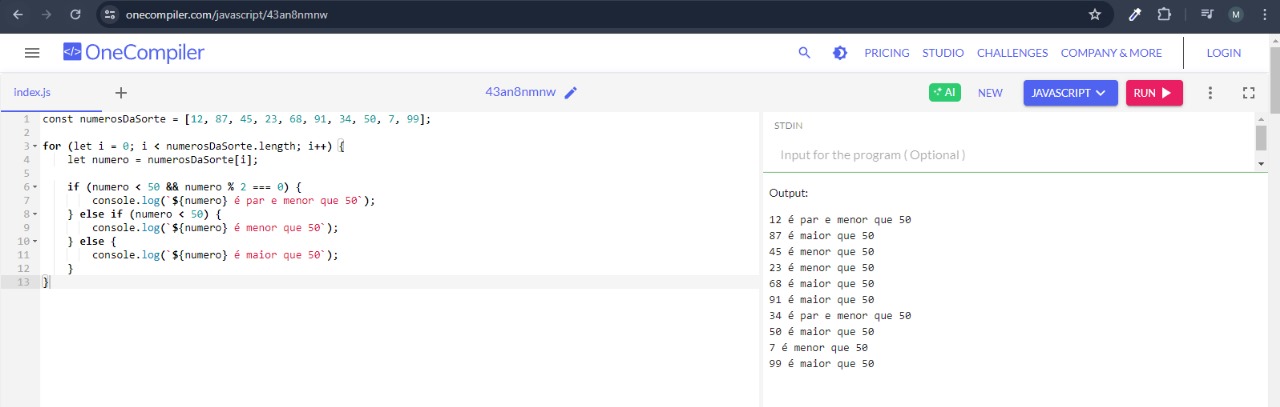 onecompiler.com/javascript/43an8nmnw
M
</> OneCompiler
PRICING STUDIO CHALLENGES COMPANY & MORE LOGIN
index.js + 43an8nmnw AI NEW JAVASCRIPT RUN
1 const numerosDaSorte = [12, 87, 45, 23, 68, 91, 34, 50, 7, 99];
2
3 for (let i = 0; i < numerosDaSorte.length; i++) {
4 let numero = numerosDaSorte[i];
5
6 if (numero < 50 && numero % 2 === 0) {
7 console.log(`${numero} é par e menor que 50`);
8 } else if (numero < 50) {
9 console.log(`${numero} é menor que 50`);
10 } else {
11 console.log(`${numero} é maior que 50`);
12 }
13 }
STDIN
Input for the program ( Optional )
Output:
12 é par e menor que 50
87 é maior que 50
45 é menor que 50
23 é menor que 50
68 é maior que 50
91 é maior que 50
34 é par e menor que 50
50 é maior que 50
7 é menor que 50
99 é maior que 50